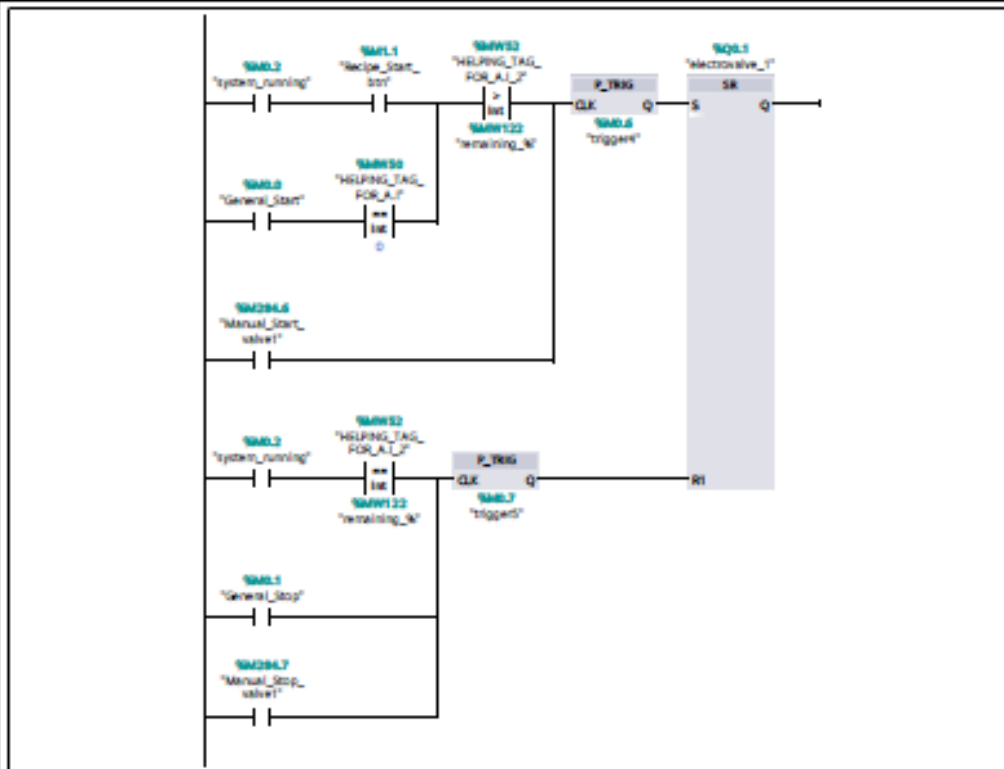 %M0.2
"system_running"
%M1.1
"Recipe_Start_
btn"
%MW52
"HELPING_TAG_
FOR_A.I_2"
>
Int
%MW122
"remaining_%"
P_TRIG
CLK Q
%M0.6
"trigger4"
%Q0.1
"electrovalve_1"
SR
S Q
%M0.0
"General_Start"
%MW50
"HELPING_TAG_
FOR_A.I"
==
Int
0
%M204.6
"Manual_Start_
valve1"
%M0.2
"system_running"
%MW52
"HELPING_TAG_
FOR_A.I_2"
==
Int
%MW122
"remaining_%"
P_TRIG
CLK Q
%M0.7
"trigger5"
R1
%M0.1
"General_Stop"
%M204.7
"Manual_Stop_
valve1"